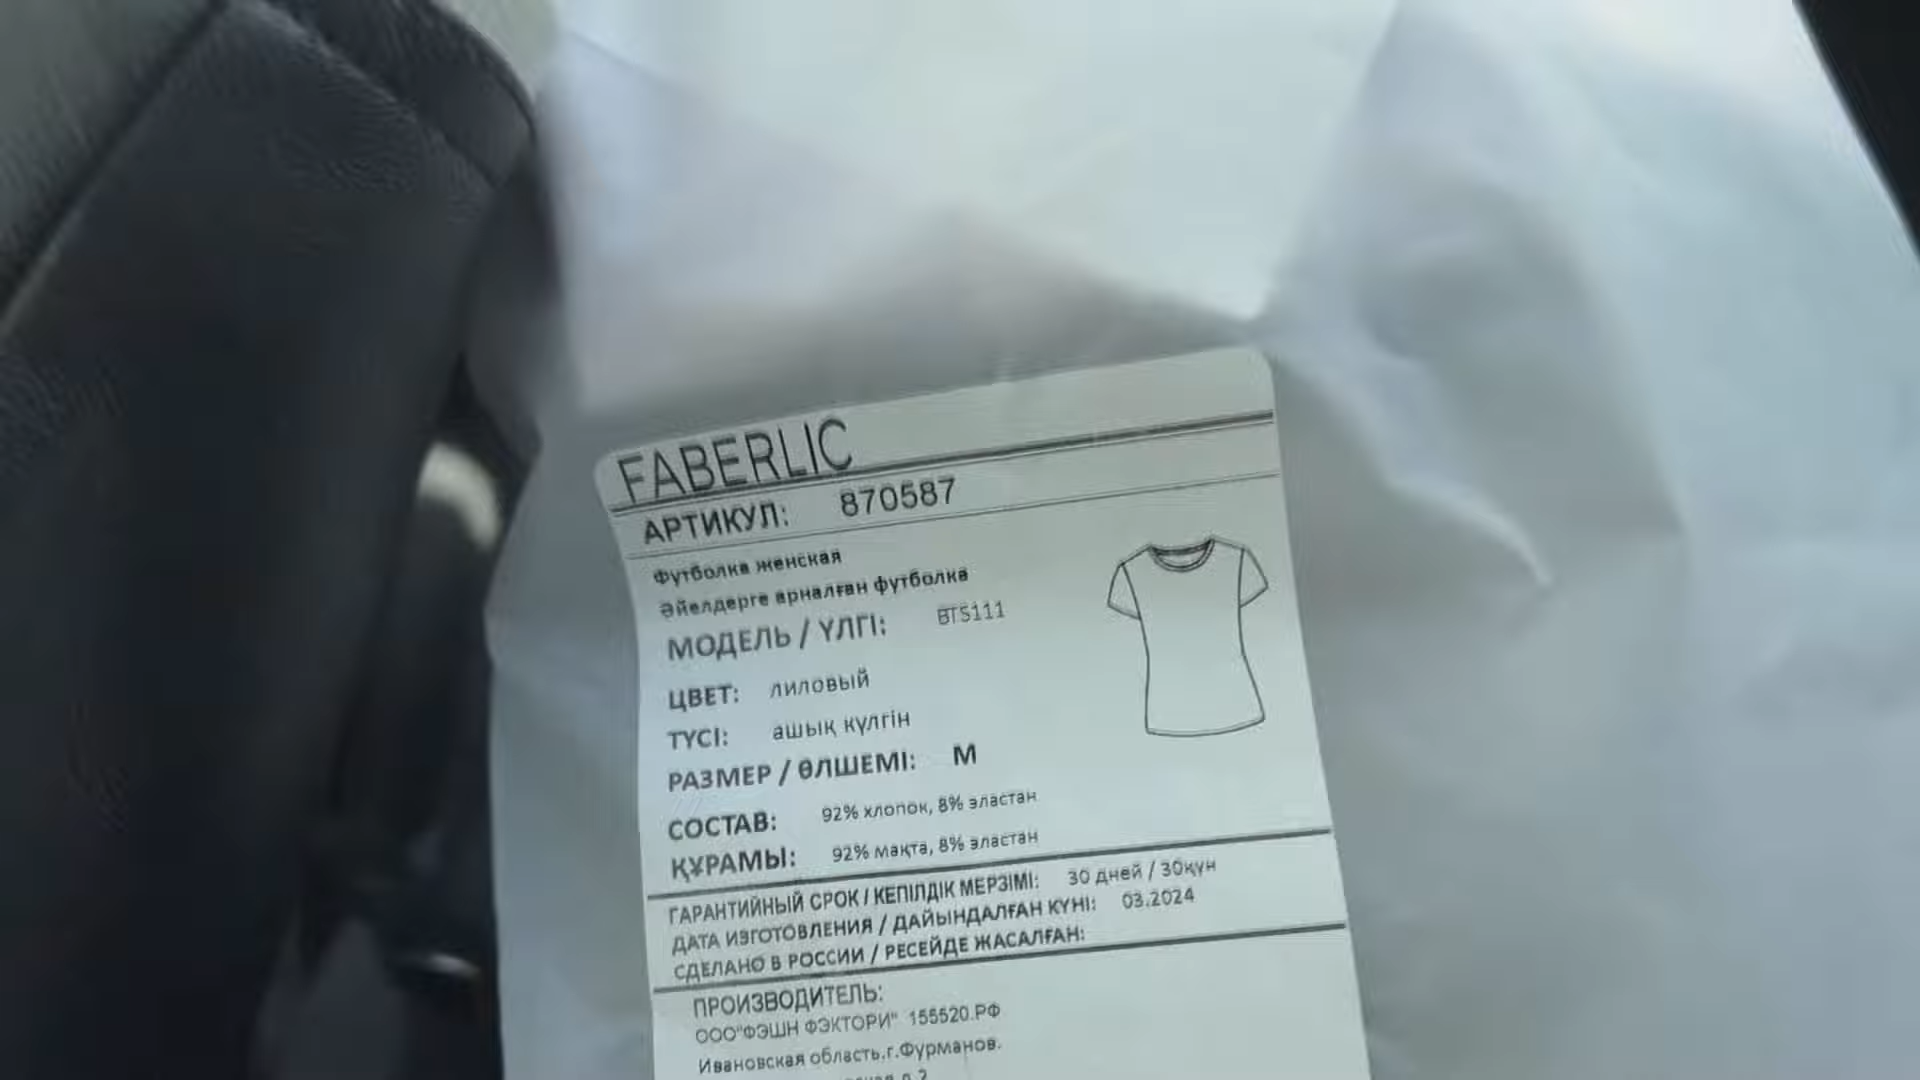 FABERLIC
АРТИКУЛ: 870587
Футболка женская
Әйелдерге арналған футболка
МОДЕЛЬ / ҮЛГІ: BTS111
ЦВЕТ: лиловый
ТҮСІ: ашық күлгін
РАЗМЕР / ӨЛШЕМІ: M
СОСТАВ: 92% хлопок, 8% эластан
ҚҰРАМЫ: 92% мақта, 8% эластан
ГАРАНТИЙНЫЙ СРОК / КЕПІЛДІК МЕРЗІМІ: 30 дней / 30күн
ДАТА ИЗГОТОВЛЕНИЯ / ДАЙЫНДАЛҒАН КҮНІ: 03.2024
СДЕЛАНО В РОССИИ / РЕСЕЙДЕ ЖАСАЛҒАН:
ПРОИЗВОДИТЕЛЬ:
ООО"ФЭШН ФЭКТОРИ" 155520.РФ
Ивановская область.г.Фурманов.